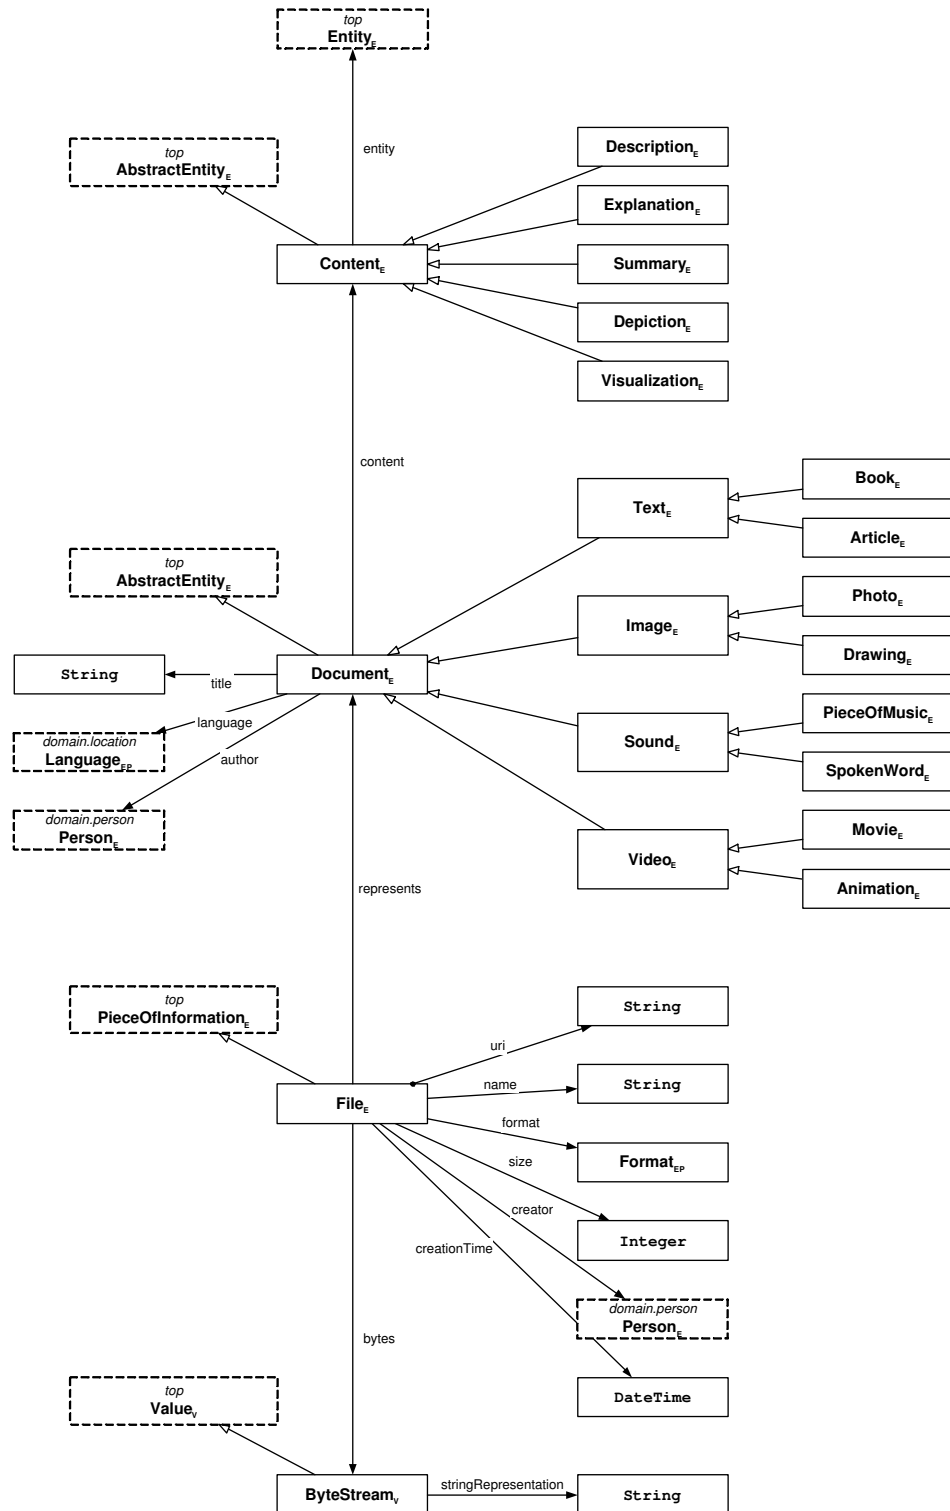 top
Entity_E
top
AbstractEntity_E
entity
Description_E
Explanation_E
Content_E
Summary_E
Depiction_E
Visualization_E
content
Book_E
Text_E
Article_E
top
AbstractEntity_E
Photo_E
Image_E
Drawing_E
String
title
Document_E
language
domain.location
Language_EP
author
domain.person
Person_E
PieceOfMusic_E
Sound_E
SpokenWord_E
Movie_E
Video_E
Animation_E
represents
top
PieceOfInformation_E
String
uri
File_E
name
String
format
Format_EP
size
Integer
creator
creationTime
domain.person
Person_E
bytes
DateTime
top
Value_V
ByteStream_V
stringRepresentation
String